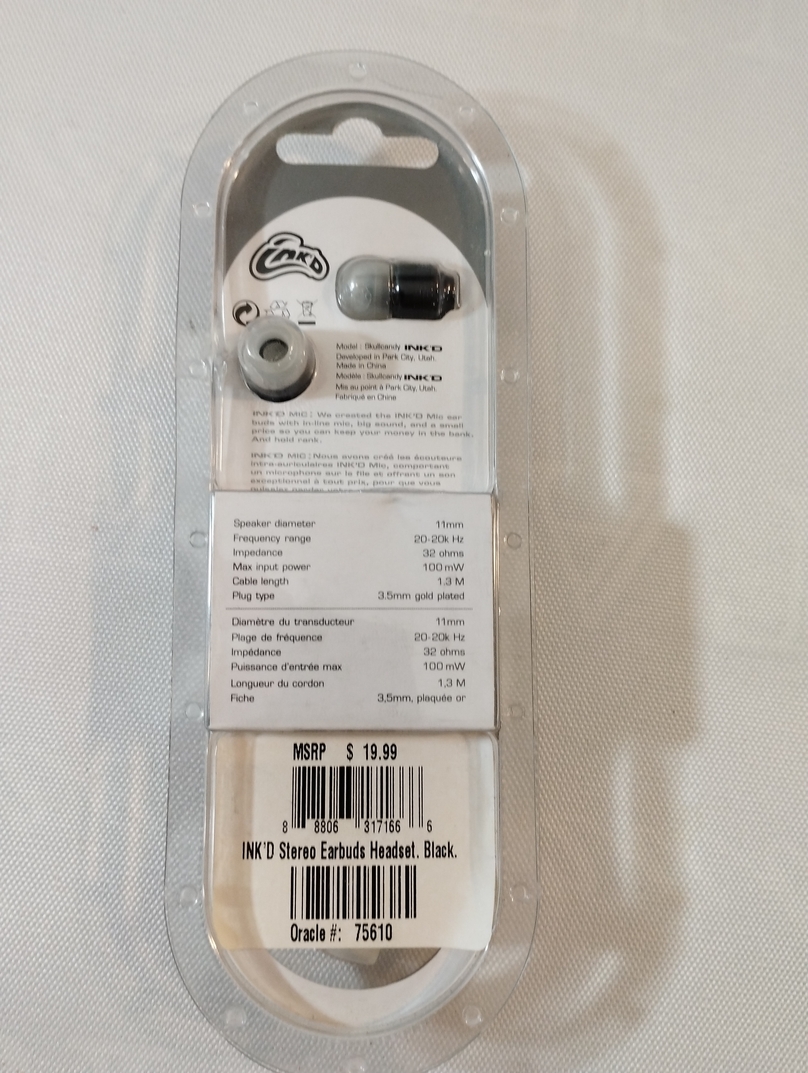 INK'D
Model : Skullcandy INK'D
Developed in Park City, Utah.
Made in China
Modèle : Skullcandy INK'D
Mis au point à Park City, Utah.
Fabriqué en Chine
INK'D MIC: We created the INK'D Mic ear
buds with in-line mic, big sound, and a small
price so you can keep your money in the bank.
And hold rank.
INK'D MIC: Nous avons créé les écouteurs
intra-auriculaires INK'D Mic, comportant
un microphone sur le fil et offrant un son
exceptionnel à tout prix, pour que vous
Speaker diameter 11mm
Frequency range 20-20k Hz
Impedance 32 ohms
Max input power 100 mW
Cable length 1.3 M
Plug type 3.5mm gold plated
Diamètre du transducteur 11mm
Plage de fréquence 20-20k Hz
Impédance 32 ohms
Puissance d'entrée max 100 mW
Longueur du cordon 1,3 M
Fiche 3,5mm, plaquée or
MSRP $ 19.99
8 8806 317166 6
INK'D Stereo Earbuds Headset. Black.
Oracle #: 75610